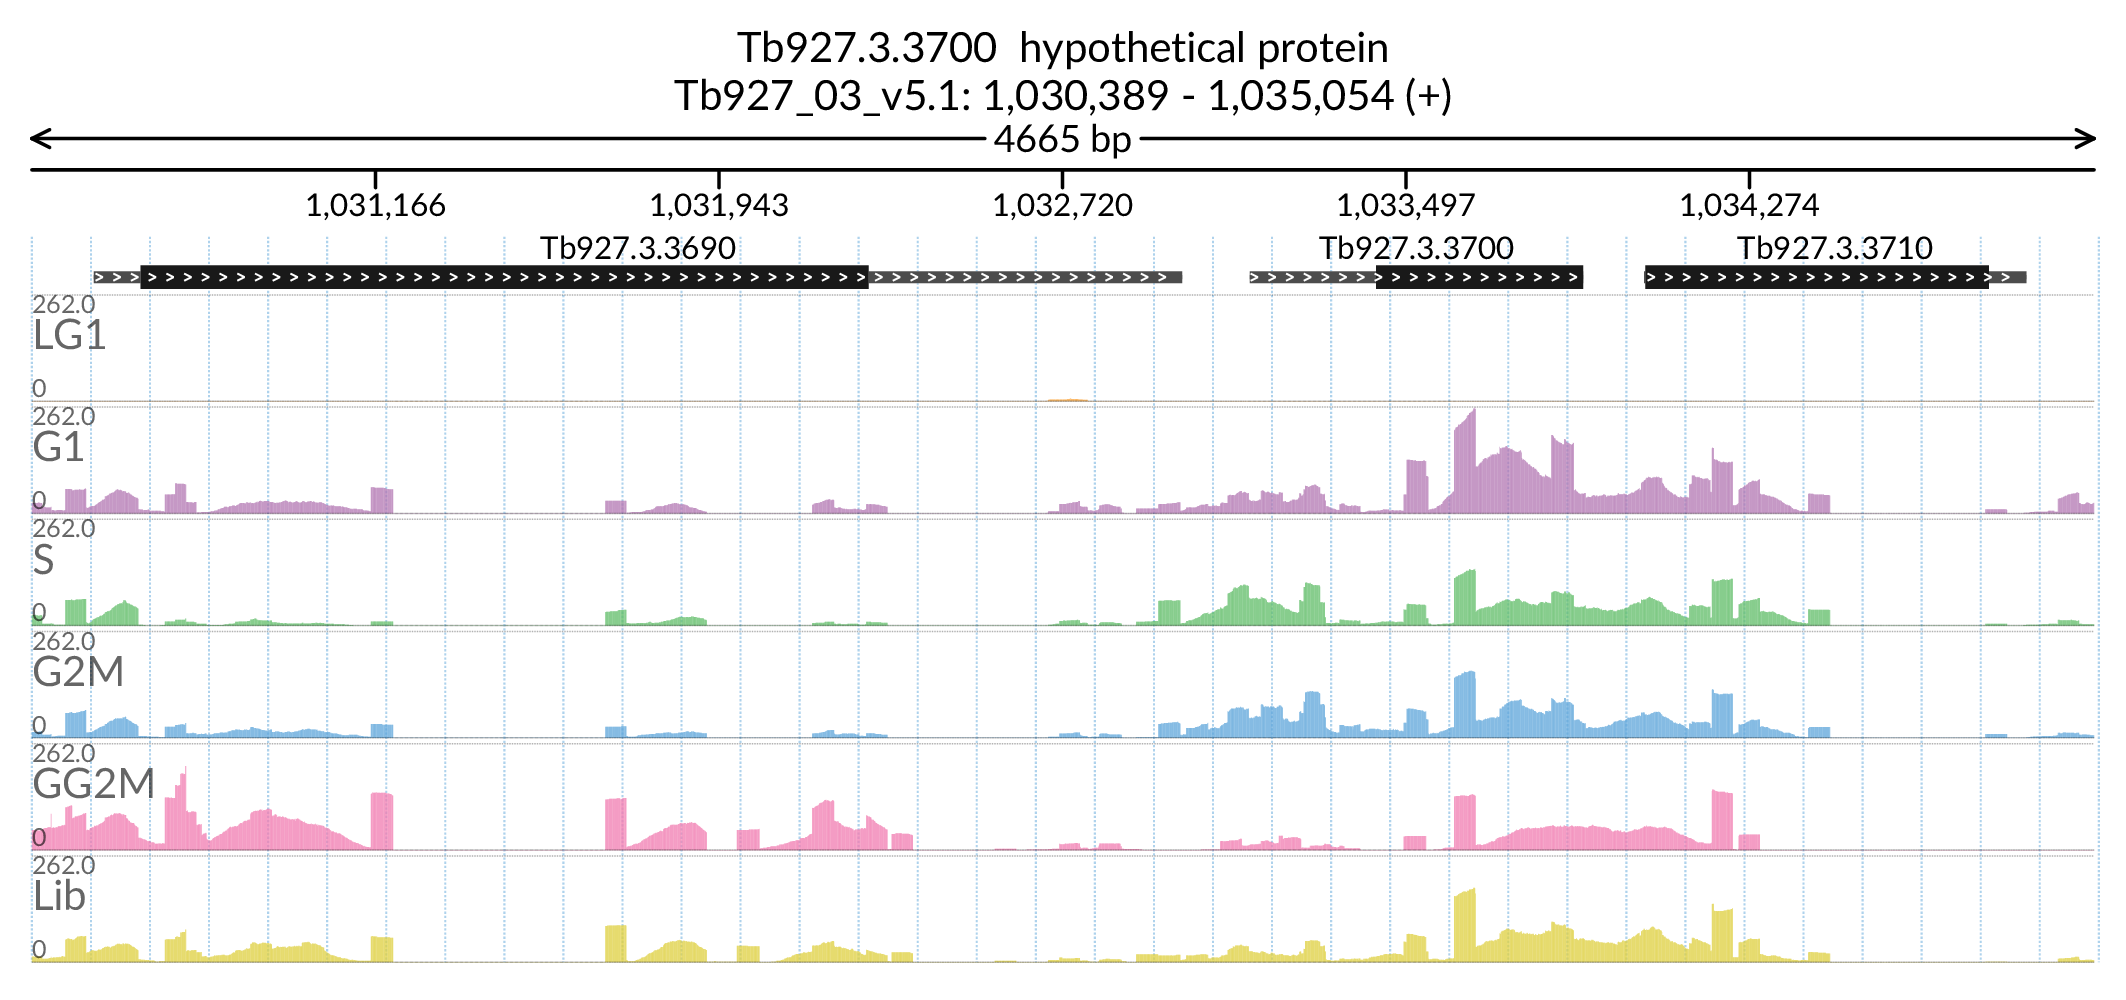 Tb927.3.3700 hypothetical protein
Tb927_03_v5.1: 1,030,389 - 1,035,054 (+)
4665 bp
1,031,166 1,031,943 1,032,720 1,033,497 1,034,274
Tb927.3.3690 Tb927.3.3700 Tb927.3.3710
262.0
LG1
0
262.0
G1
0
262.0
S
0
262.0
G2M
0
262.0
GG2M
0
262.0
Lib
0